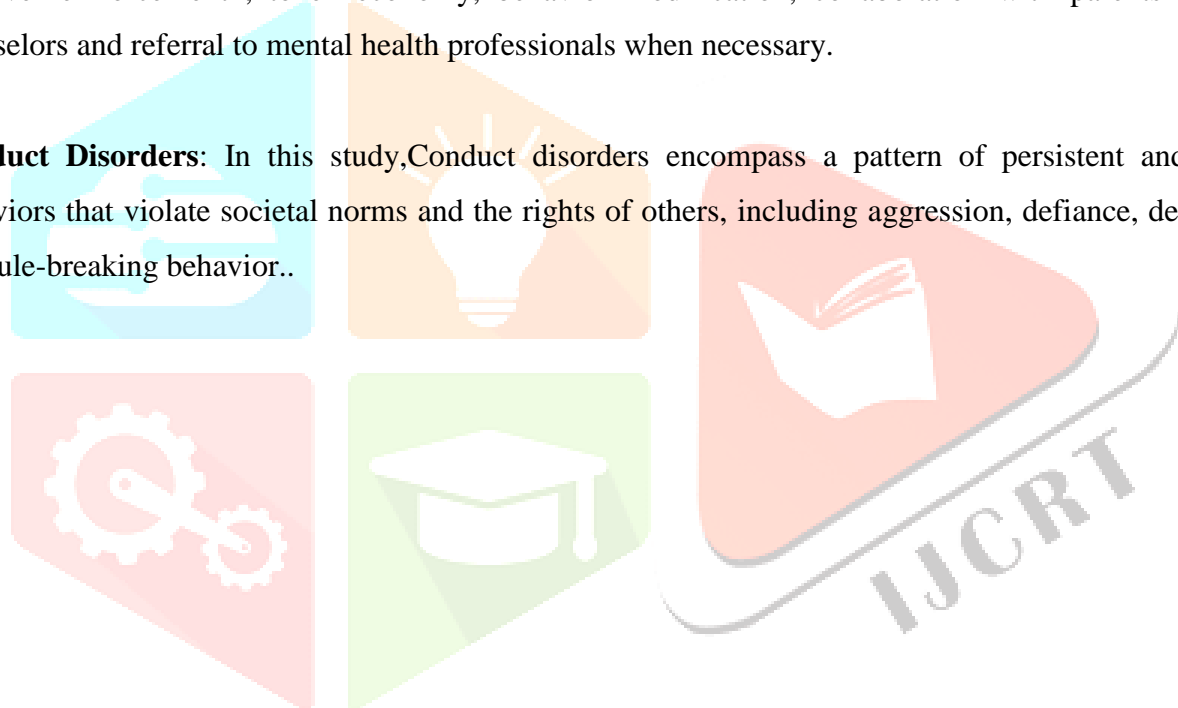 selors and referral to mental health professionals when necessary.
duct Disorders: In this study,Conduct disorders encompass a pattern of persistent and
viors that violate societal norms and the rights of others, including aggression, defiance, de
ule-breaking behavior..
IJCRT